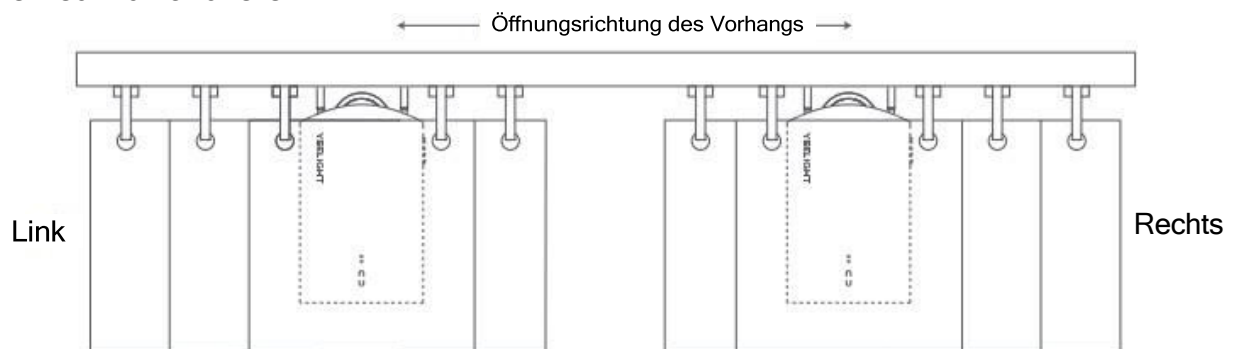 Öffnungsrichtung des Vorhangs
YEELIGHT
YEELIGHT
Link
Rechts